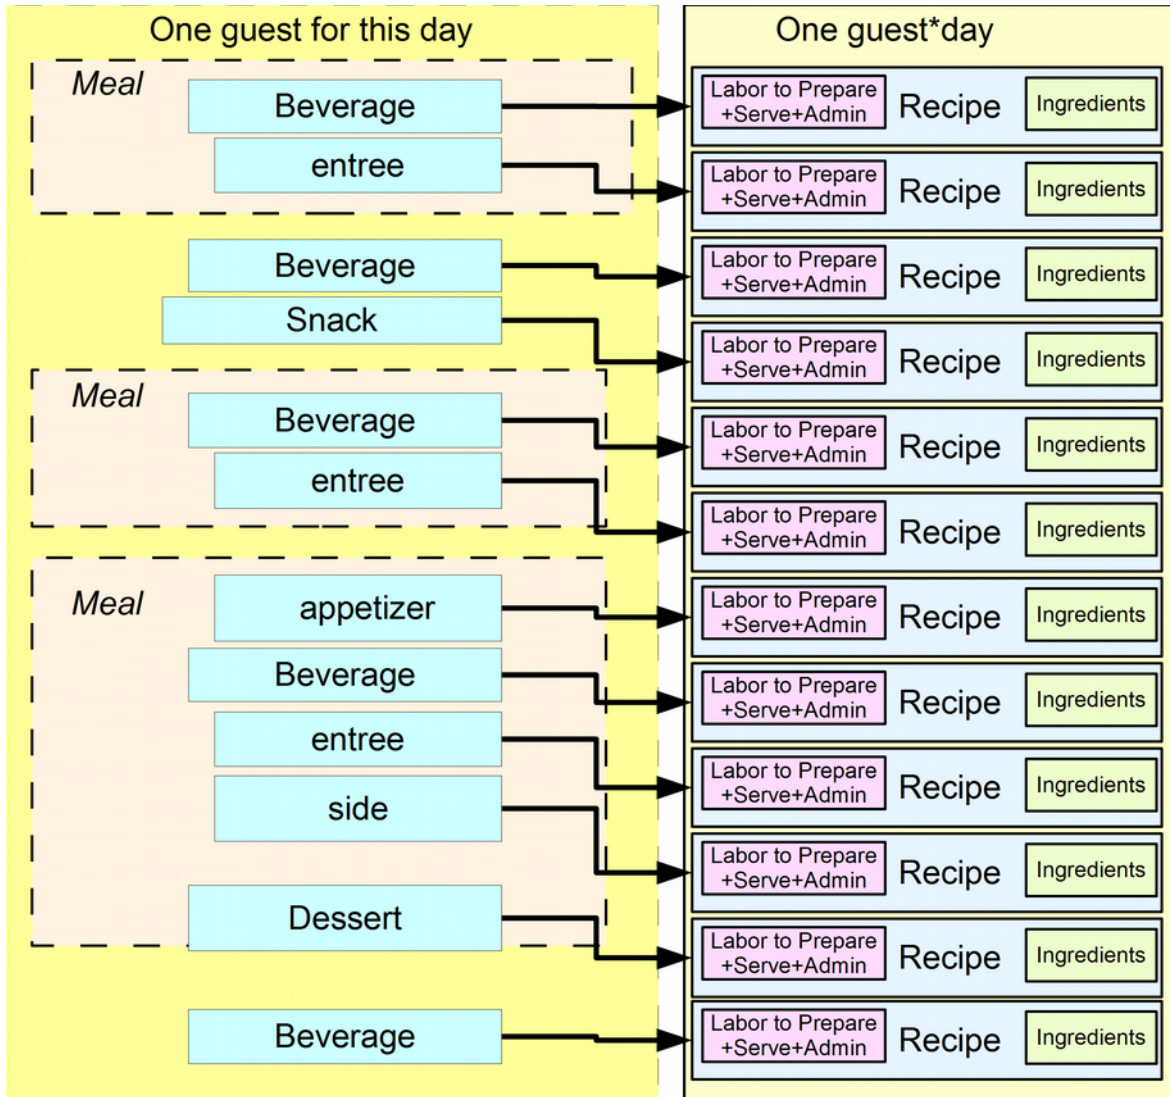 One guest for this day
One guest*day
Meal
Beverage
Labor to Prepare
+Serve+Admin
Recipe
Ingredients
entree
Labor to Prepare
+Serve+Admin
Recipe
Ingredients
Beverage
Labor to Prepare
+Serve+Admin
Recipe
Ingredients
Snack
Labor to Prepare
+Serve+Admin
Recipe
Ingredients
Meal
Beverage
Labor to Prepare
+Serve+Admin
Recipe
Ingredients
entree
Labor to Prepare
+Serve+Admin
Recipe
Ingredients
Meal
appetizer
Labor to Prepare
+Serve+Admin
Recipe
Ingredients
Beverage
Labor to Prepare
+Serve+Admin
Recipe
Ingredients
entree
Labor to Prepare
+Serve+Admin
Recipe
Ingredients
side
Labor to Prepare
+Serve+Admin
Recipe
Ingredients
Dessert
Labor to Prepare
+Serve+Admin
Recipe
Ingredients
Beverage
Labor to Prepare
+Serve+Admin
Recipe
Ingredients